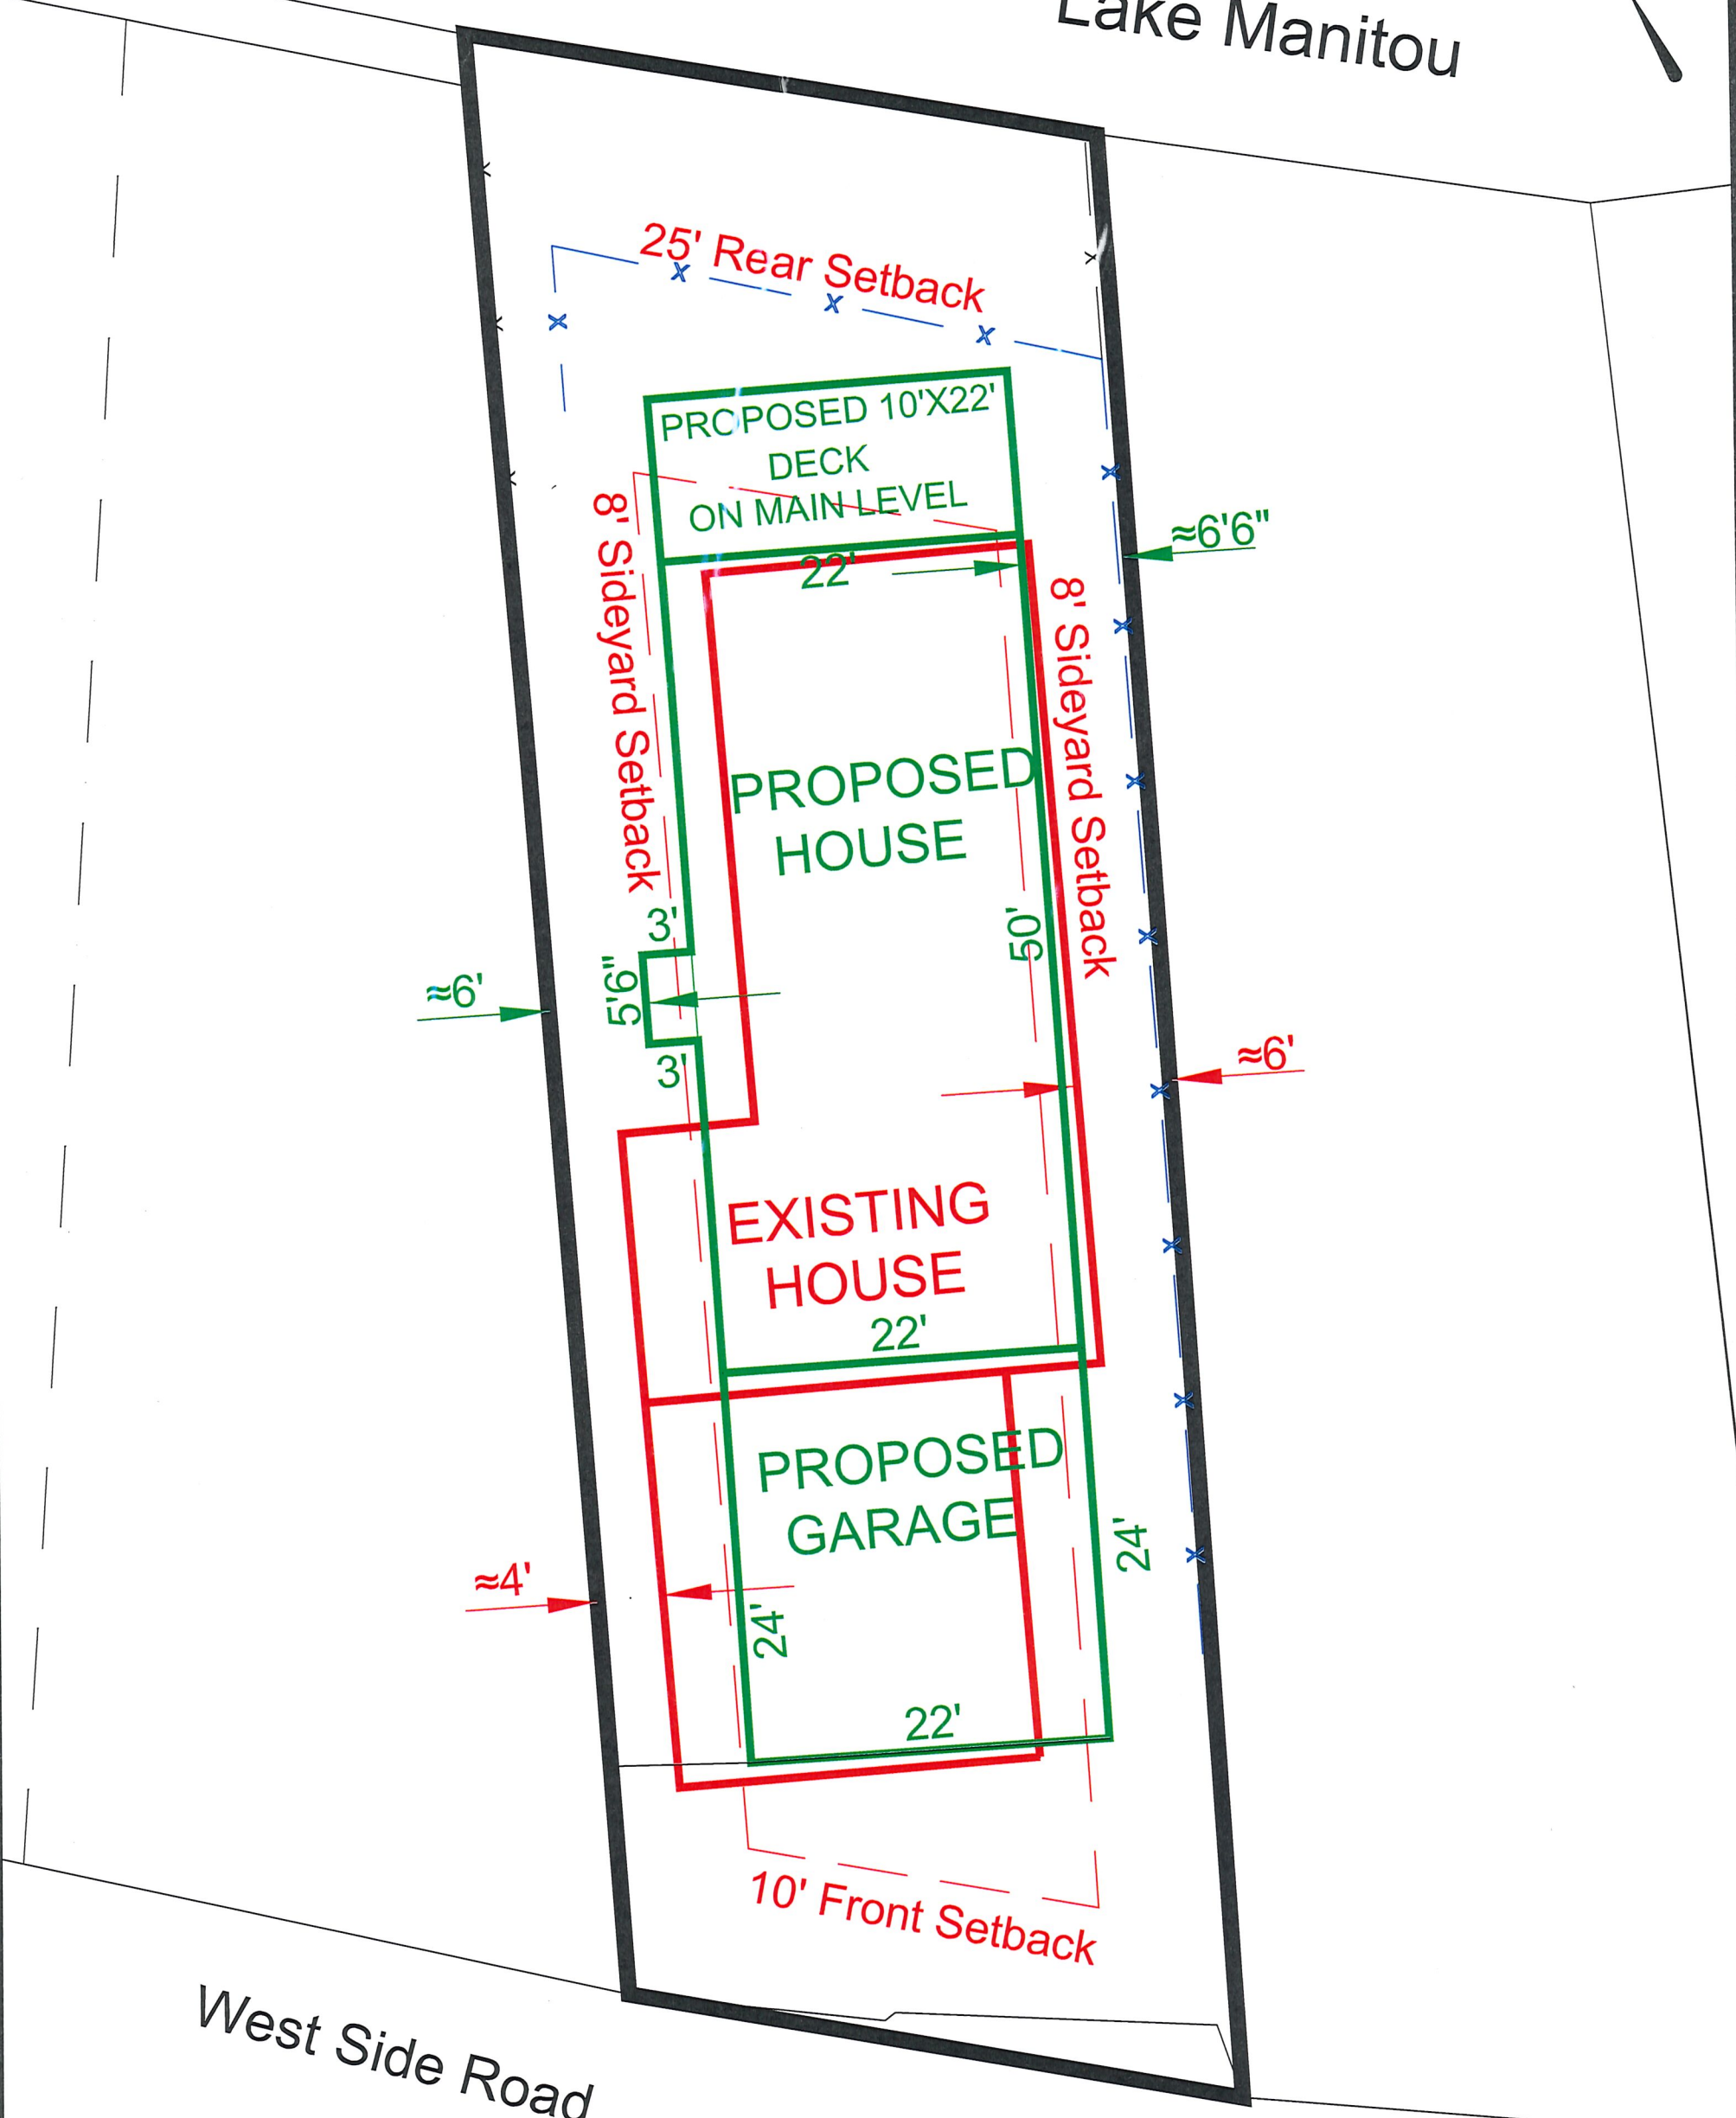 Lake Manitou
25' Rear Setback
PROPOSED 10'X22'
DECK
ON MAIN LEVEL
22'
≈6'6"
8' Sideyard Setback
8' Sideyard Setback
PROPOSED
HOUSE
3'
50'
5'6"
≈6'
3'
≈6'
EXISTING
HOUSE
22'
PROPOSED
GARAGE
24'
≈4'
24'
22'
10' Front Setback
West Side Road